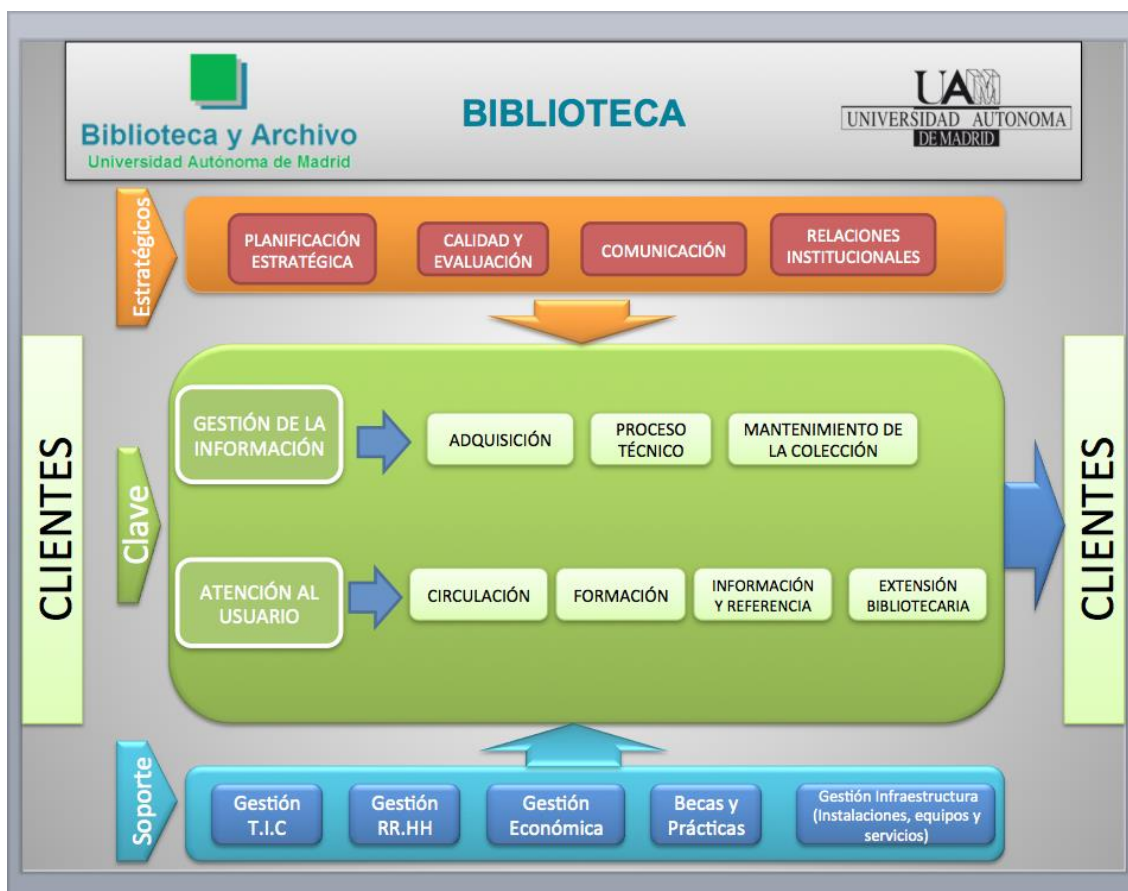 Biblioteca y Archivo
Universidad Autónoma de Madrid
BIBLIOTECA
UAM
UNIVERSIDAD AUTONOMA
DE MADRID
Estratégicos
PLANIFICACIÓN
ESTRATÉGICA
CALIDAD Y
EVALUACIÓN
COMUNICACIÓN
RELACIONES
INSTITUCIONALES
CLIENTES
Clave
GESTIÓN DE LA
INFORMACIÓN
ADQUISICIÓN
PROCESO
TÉCNICO
MANTENIMIENTO DE
LA COLECCIÓN
ATENCIÓN AL
USUARIO
CIRCULACIÓN
FORMACIÓN
INFORMACIÓN
Y REFERENCIA
EXTENSIÓN
BIBLIOTECARIA
CLIENTES
Soporte
Gestión
T.I.C
Gestión
RR.HH
Gestión
Económica
Becas y
Prácticas
Gestión Infraestructura
(Instalaciones, equipos y
servicios)